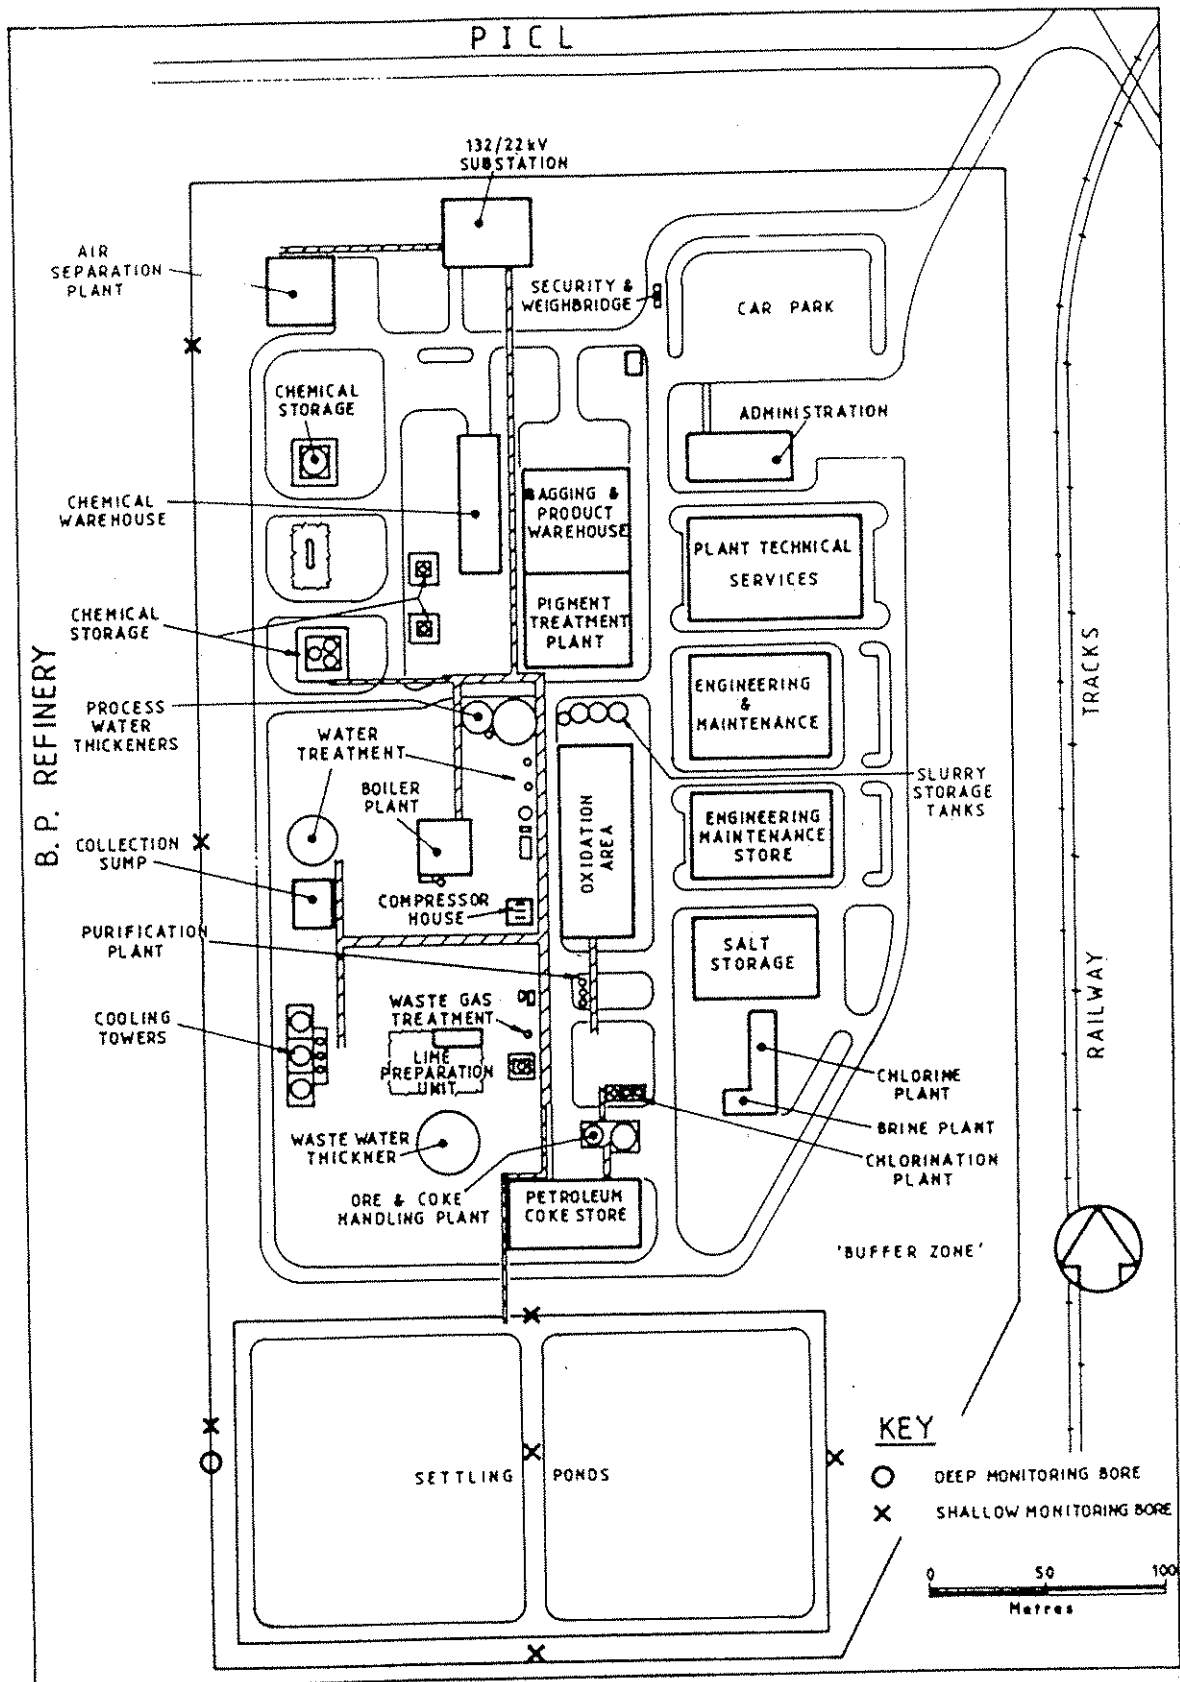 PICL
132/22kV
SUBSTATION
AIR
SEPARATION
PLANT
SECURITY &
WEIGHBRIDGE
CAR PARK
CHEMICAL
STORAGE
ADMINISTRATION
CHEMICAL
WAREHOUSE
BAGGING &
PRODUCT
WAREHOUSE
PLANT TECHNICAL
SERVICES
PIGMENT
TREATMENT
PLANT
CHEMICAL
STORAGE
B.P. REFINERY
RAILWAY TRACKS
ENGINEERING
&
MAINTENANCE
PROCESS
WATER
THICKENERS
WATER
TREATMENT
BOILER
PLANT
SLURRY
STORAGE
TANKS
OXIDATION
AREA
ENGINEERING
MAINTENANCE
STORE
COLLECTION
SUMP
COMPRESSOR
HOUSE
PURIFICATION
PLANT
SALT
STORAGE
WASTE GAS
TREATMENT
COOLING
TOWERS
LIME
PREPARATION
UNIT
CHLORINE
PLANT
BRINE PLANT
WASTE WATER
THICKNER
CHLORINATION
PLANT
ORE & COKE
HANDLING PLANT
PETROLEUM
COKE STORE
'BUFFER ZONE'
SETTLING PONDS
KEY
DEEP MONITORING BORE
SHALLOW MONITORING BORE
0 50 100
Metres